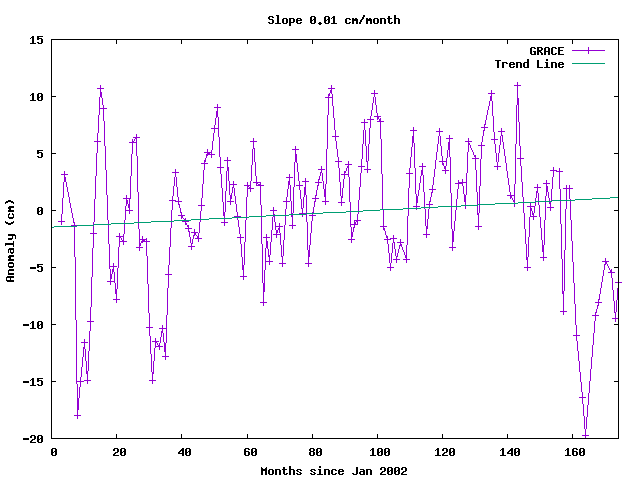 Slope 0.01 cm/month
GRACE
Trend Line
15
10
5
0
-5
-10
-15
-20
Anomaly (cm)
0 20 40 60 80 100 120 140 160
Months since Jan 2002